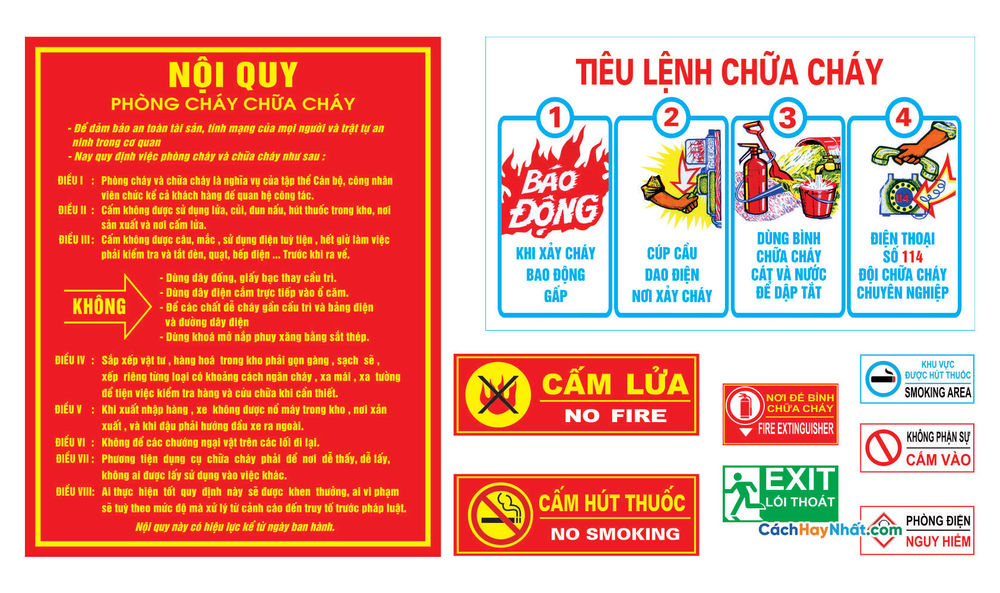 NỘI QUY
PHÒNG CHÁY CHỮA CHÁY
- Để đảm bảo an toàn tài sản, tính mạng của mọi người và trật tự an
ninh trong cơ quan
- Nay quy định việc phòng cháy và chữa cháy như sau :
ĐIỀU I : Phòng cháy và chữa cháy là nghĩa vụ của tập thể Cán bộ, công nhân
viên chức kể cả khách hàng đế quan hệ công tác.
ĐIỀU II : Cấm không được sử dụng lửa, củi, đun nấu, hút thuốc trong kho, nơi
sản xuất và nơi cấm lửa.
ĐIỀU III : Cấm không được câu, mắc , sử dụng điện tuỳ tiện , hết giờ làm việc
phải kiểm tra và tắt đèn, quạt, bếp điện ... Trước khi ra về.
KHÔNG
- Dùng dây đồng, giấy bạc thay cầu trì.
- Dùng dây điện cắm trực tiếp vào ổ cắm.
- Để các chất dễ cháy gần cầu trì và bảng điện
và đường dây điện
- Dùng khoá mở nắp phuy xăng bằng sắt thép.
ĐIỀU IV : Sắp xếp vật tư , hàng hoá trong kho phải gọn gàng , sạch sẽ ,
xếp riêng từng loại có khoảng cách ngăn cháy , xa mái , xa tường
để tiện việc kiểm tra hàng và cứu chữa khi cần thiết.
ĐIỀU V : Khi xuất nhập hàng , xe không được nổ máy trong kho , nơi xản
xuất , và khi đậu phải hướng đầu xe ra ngoài.
ĐIỀU VI : Không để các chướng ngại vật trên các lối đi lại.
ĐIỀU VII : Phương tiện dụng cụ chữa cháy phải để nơi dễ thấy, dễ lấy,
không ai được lấy sử dụng vào việc khác.
ĐIỀU VIII: Ai thực hiện tốt quy định này sẽ được khen thưởng, ai vi phạm
sẽ tuỳ theo mức độ mà xử lý từ cảnh cáo đến truy tố trước pháp luật.
Nội quy này có hiệu lực kể từ ngày ban hành.
TIÊU LỆNH CHỮA CHÁY
1
BÁO
ĐỘNG
KHI XẢY CHÁY
BAO ĐỘNG
GẤP
2
CÚP CẦU
DAO ĐIỆN
NƠI XẢY CHÁY
3
DÙNG BÌNH
CHỮA CHÁY
CÁT VÀ NƯỚC
ĐỂ DẬP TẮT
4
ĐIỆN THOẠI
SỐ 114
ĐỘI CHỮA CHÁY
CHUYÊN NGHIỆP
CẤM LỬA
NO FIRE
CẤM HÚT THUỐC
NO SMOKING
NƠI ĐỂ BÌNH
CHỮA CHÁY
FIRE EXTINGUISHER
EXIT
LỐI THOÁT
KHU VỰC
ĐƯỢC HÚT THUỐC
SMOKING AREA
KHÔNG PHẬN SỰ
CẤM VÀO
PHÒNG ĐIỆN
NGUY HIỂM
CáchHayNhất.com